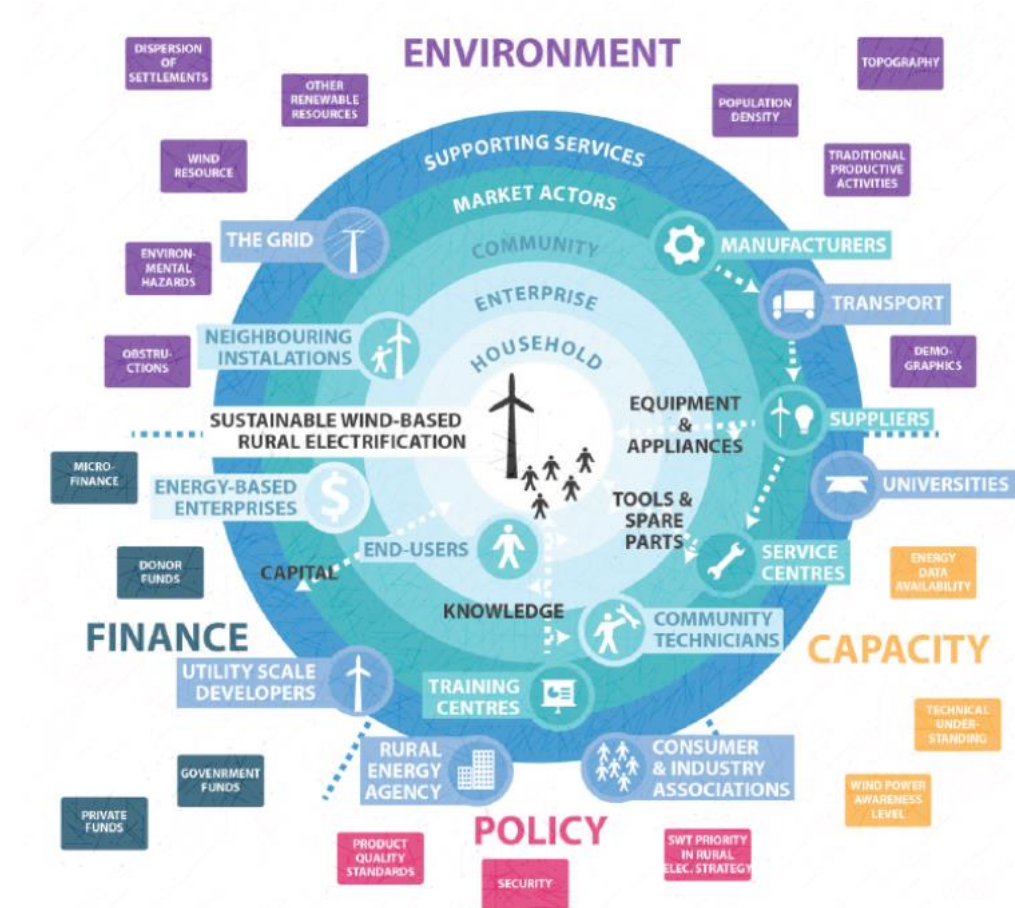 ENVIRONMENT
DISPERSION
OF
SETTLEMENTS
OTHER
RENEWABLE
RESOURCES
WIND
RESOURCE
ENVIRON-
MENTAL
HAZARDS
OBSTRU-
CTIONS
TOPOGRAPHY
POPULATION
DENSITY
TRADITIONAL
PRODUCTIVE
ACTIVITIES
DEMO-
GRAPHICS
SUPPORTING SERVICES
MARKET ACTORS
COMMUNITY
ENTERPRISE
HOUSEHOLD
THE GRID
MANUFACTURERS
TRANSPORT
NEIGHBOURING
INSTALATIONS
SUSTAINABLE WIND-BASED
RURAL ELECTRIFICATION
EQUIPMENT
&
APPLIANCES
SUPPLIERS
UNIVERSITIES
ENERGY-BASED
ENTERPRISES
TOOLS &
SPARE
PARTS
END-USERS
SERVICE
CENTRES
CAPITAL
KNOWLEDGE
COMMUNITY
TECHNICIANS
UTILITY SCALE
DEVELOPERS
TRAINING
CENTRES
RURAL
ENERGY
AGENCY
CONSUMER
& INDUSTRY
ASSOCIATIONS
MICRO-
FINANCE
DONOR
FUNDS
FINANCE
GOVENRMENT
FUNDS
PRIVATE
FUNDS
ENERGY
DATA
AVAILABILITY
CAPACITY
TECHNICAL
UNDER-
STANDING
WIND POWER
AWARENESS
LEVEL
POLICY
PRODUCT
QUALITY
STANDARDS
SECURITY
SWT PRIORITY
IN RURAL
ELEC. STRATEGY